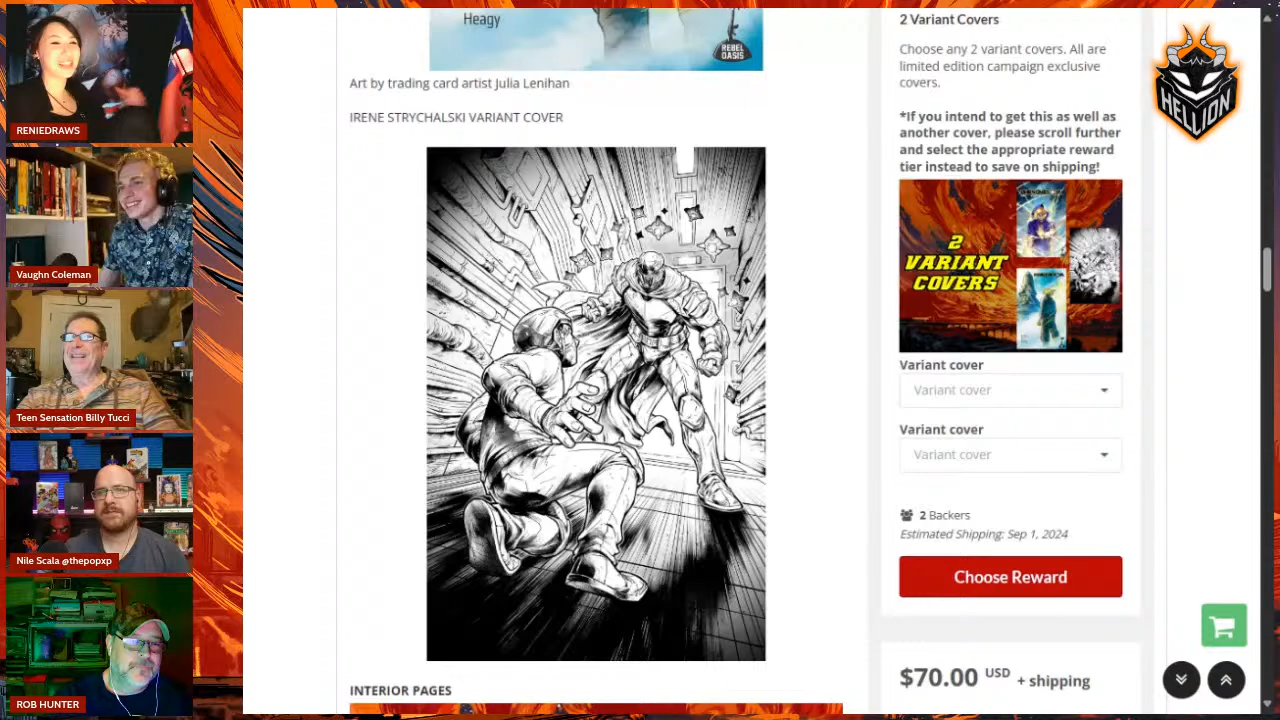 RENIEDRAWS
Vaughn Coleman
Teen Sensation Billy Tucci
Nile Scala @thepopxp
ROB HUNTER
Heagy
REBEL
OASIS
Art by trading card artist Julia Lenihan
IRENE STRYCHALSKI VARIANT COVER
INTERIOR PAGES
2 Variant Covers
Choose any 2 variant covers. All are
limited edition campaign exclusive
covers.
*If you intend to get this as well as
another cover, please scroll further
and select the appropriate reward
tier instead to save on shipping!
2
VARIANT
COVERS
Variant cover
Variant cover
Variant cover
Variant cover
2 Backers
Estimated Shipping: Sep 1, 2024
Choose Reward
$70.00 USD + shipping
HELLION